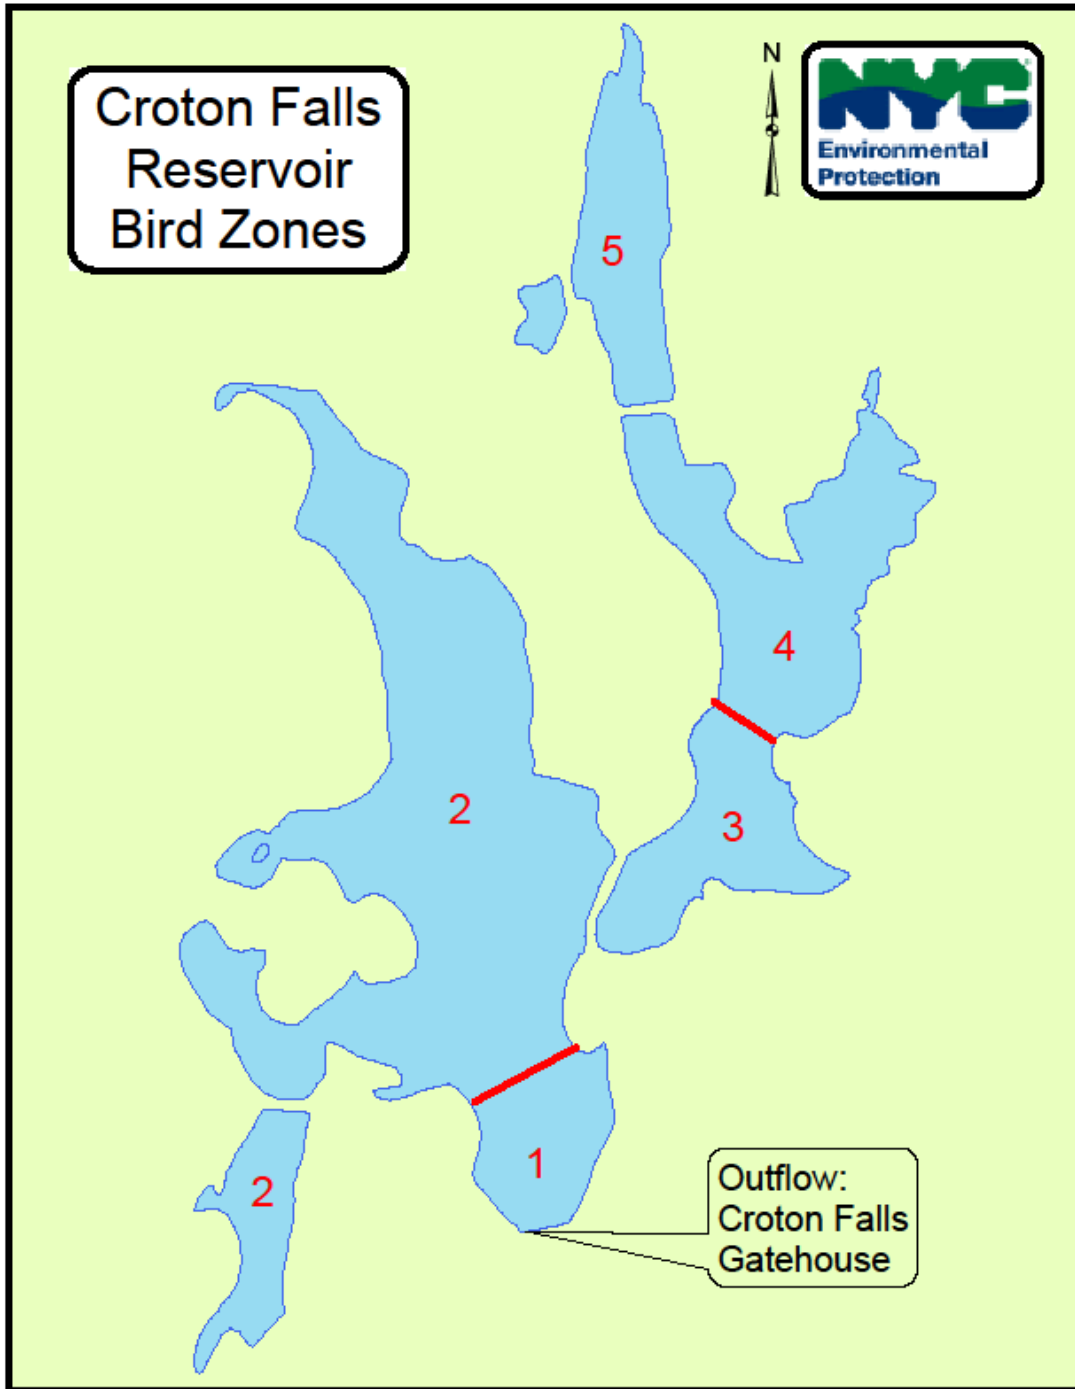 Croton Falls
Reservoir
Bird Zones
N
NYC
Environmental
Protection
5
4
2
3
1
2
Outflow:
Croton Falls
Gatehouse